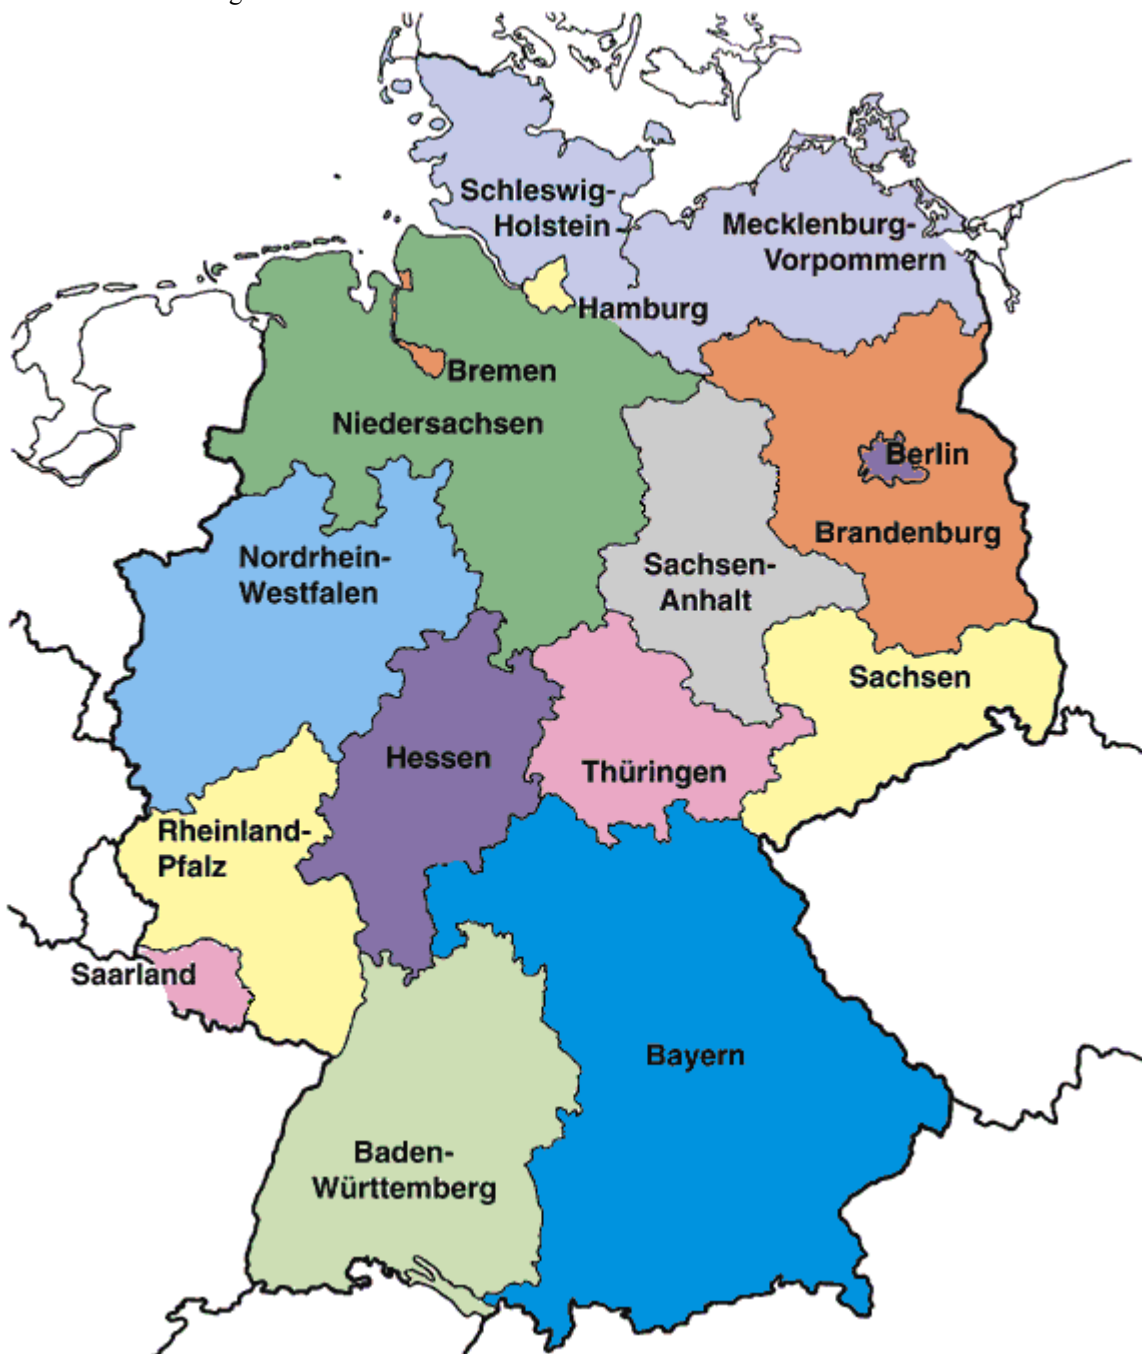 Schleswig-
Holstein
Mecklenburg-
Vorpommern
Hamburg
Bremen
Niedersachsen
Berlin
Brandenburg
Nordrhein-
Westfalen
Sachsen-
Anhalt
Sachsen
Hessen
Thüringen
Rheinland-
Pfalz
Saarland
Bayern
Baden-
Württemberg